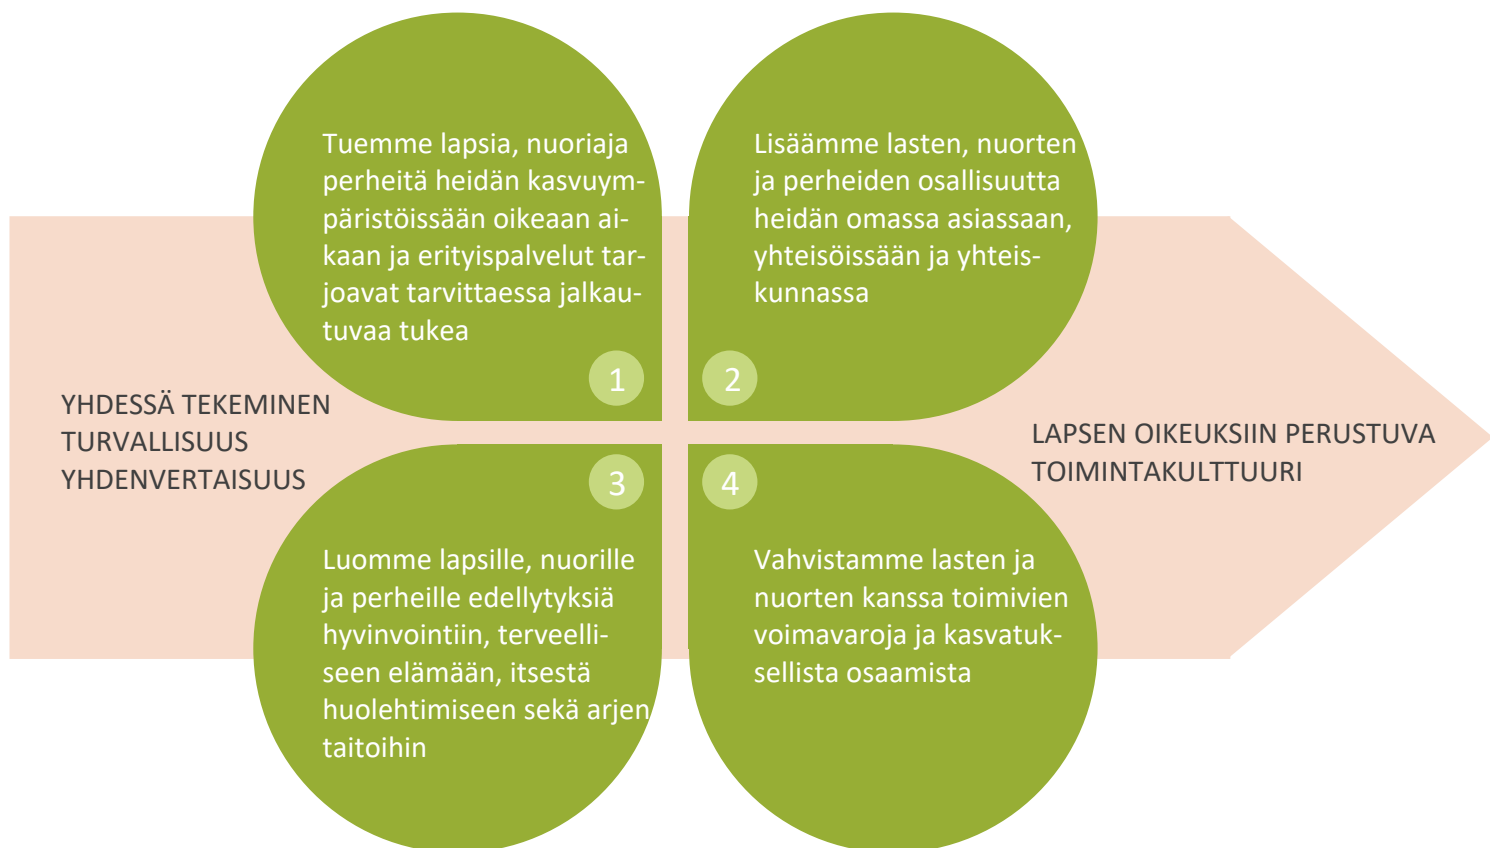 Tuemme lapsia, nuoriaja
perheitä heidän kasvuym-
päristöissään oikeaan ai-
kaan ja erityispalvelut tar-
joavat tarvittaessa jalkau-
tuvaa tukea
1
Lisäämme lasten, nuorten
ja perheiden osallisuutta
heidän omassa asiassaan,
yhteisöissään ja yhteis-
kunnassa
2
YHDESSÄ TEKEMINEN
TURVALLISUUS
YHDENVERTAISUUS
LAPSEN OIKEUKSIIN PERUSTUVA
TOIMINTAKULTTUURI
3
Luomme lapsille, nuorille
ja perheille edellytyksiä
hyvinvointiin, terveelli-
seen elämään, itsestä
huolehtimiseen sekä arjen
taitoihin
4
Vahvistamme lasten ja
nuorten kanssa toimivien
voimavaroja ja kasvatuk-
sellista osaamista